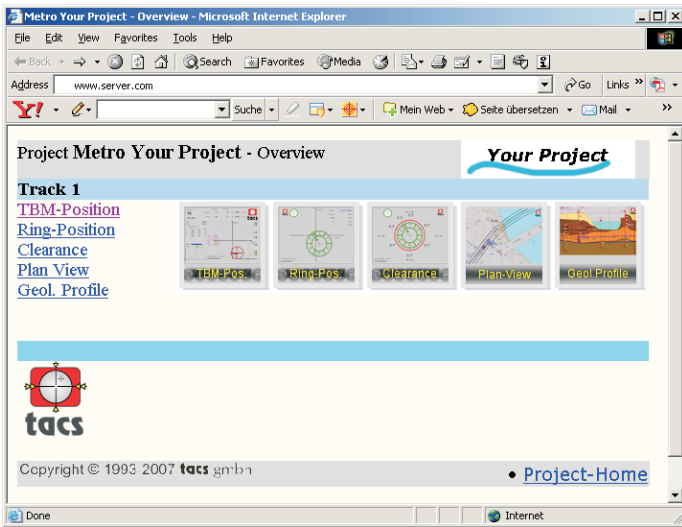 Metro Your Project - Overview - Microsoft Internet Explorer
File Edit View Favorites Tools Help
Back Search Favorites Media
Address www.server.com Go Links »
Y! Suche Mein Web Seite übersetzen Mail »
Project Metro Your Project - Overview
Your Project
Track 1
TBM-Position
Ring-Position
Clearance
Plan View
Geol. Profile
TBM-Pos. Ring-Pos. Clearance Plan-View Geol.Profile
tacs
Copyright © 1993-2007 tacs gmbh
• Project-Home
Done Internet